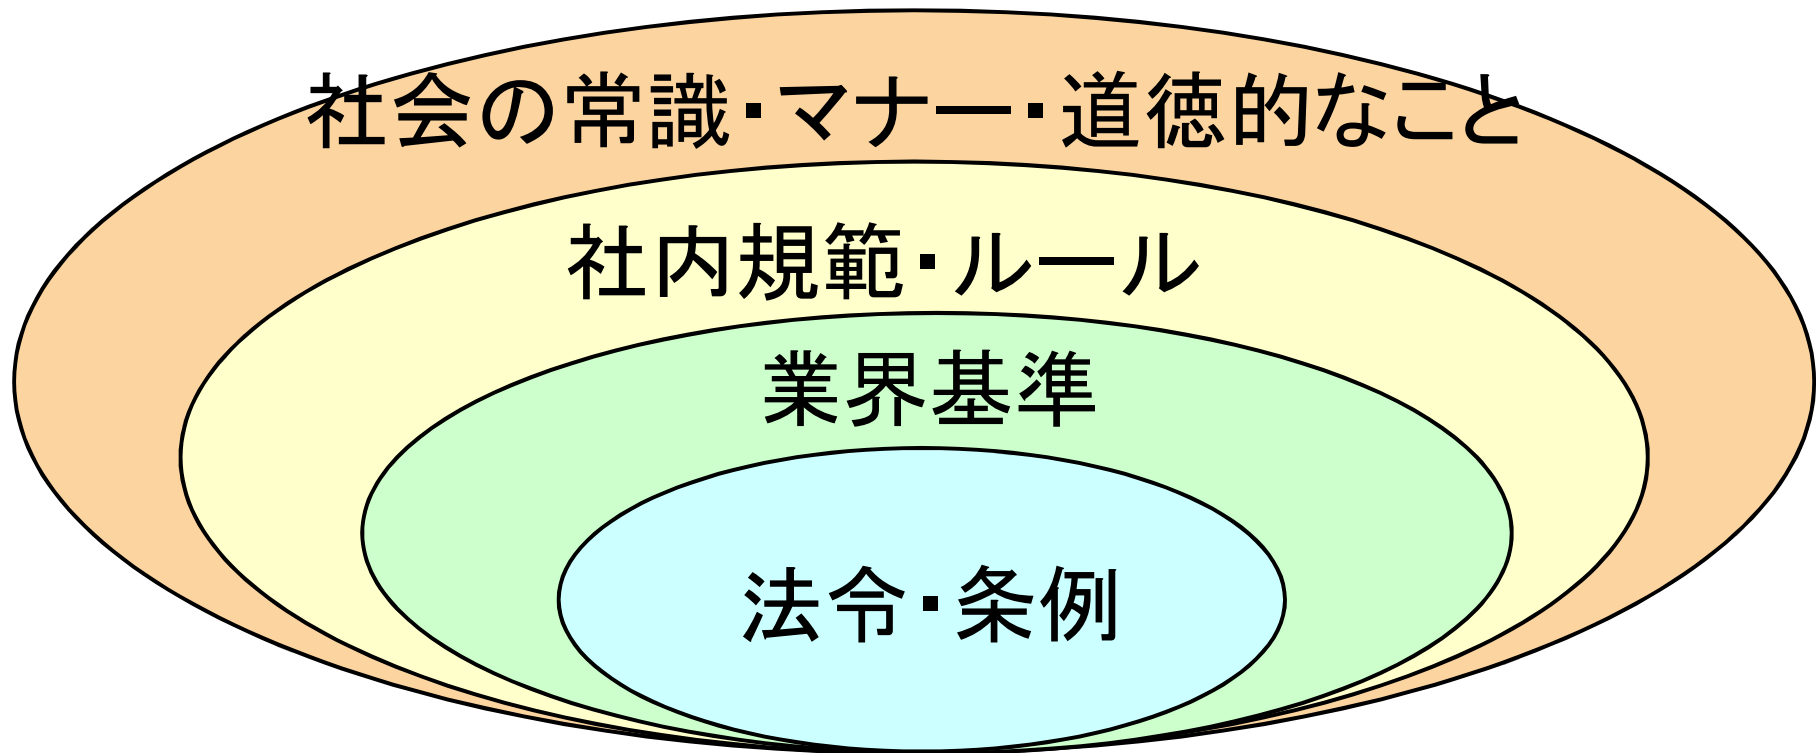 社会の常識・マナー・道徳的なこと
社内規範・ルール
業界基準
法令・条例